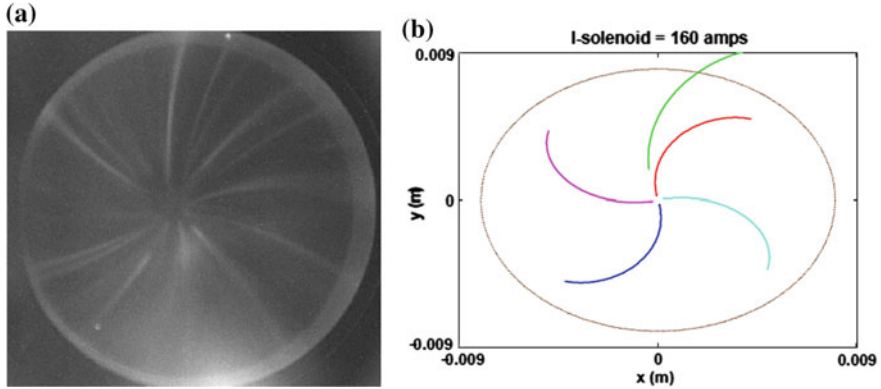 (a)
(b)
I-solenoid = 160 amps
0.009
y (m)
0
-0.009
-0.009
0
0.009
x (m)